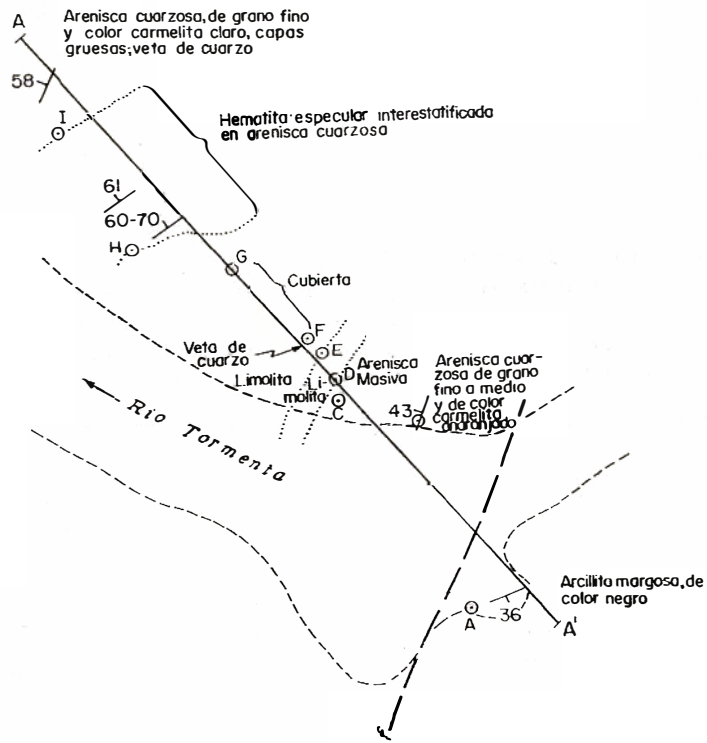 A
Arenisca cuarzosa, de grano fino
y color carmelita claro, capas
gruesas; veta de cuarzo
58
I
Hematita especular interestatificada
en arenisca cuarzosa
61
60-70
H
G
Cubierta
F
Veta de
cuarzo
E
Limolita
D
Arenisca
Masiva
Li-
molita
C
Arenisca cuar-
zosa de grano
fino a medio
y de color
carmelita
anaranjado
43
Rio Tormenta
Arcillita margosa, de
color negro
36
A
A'